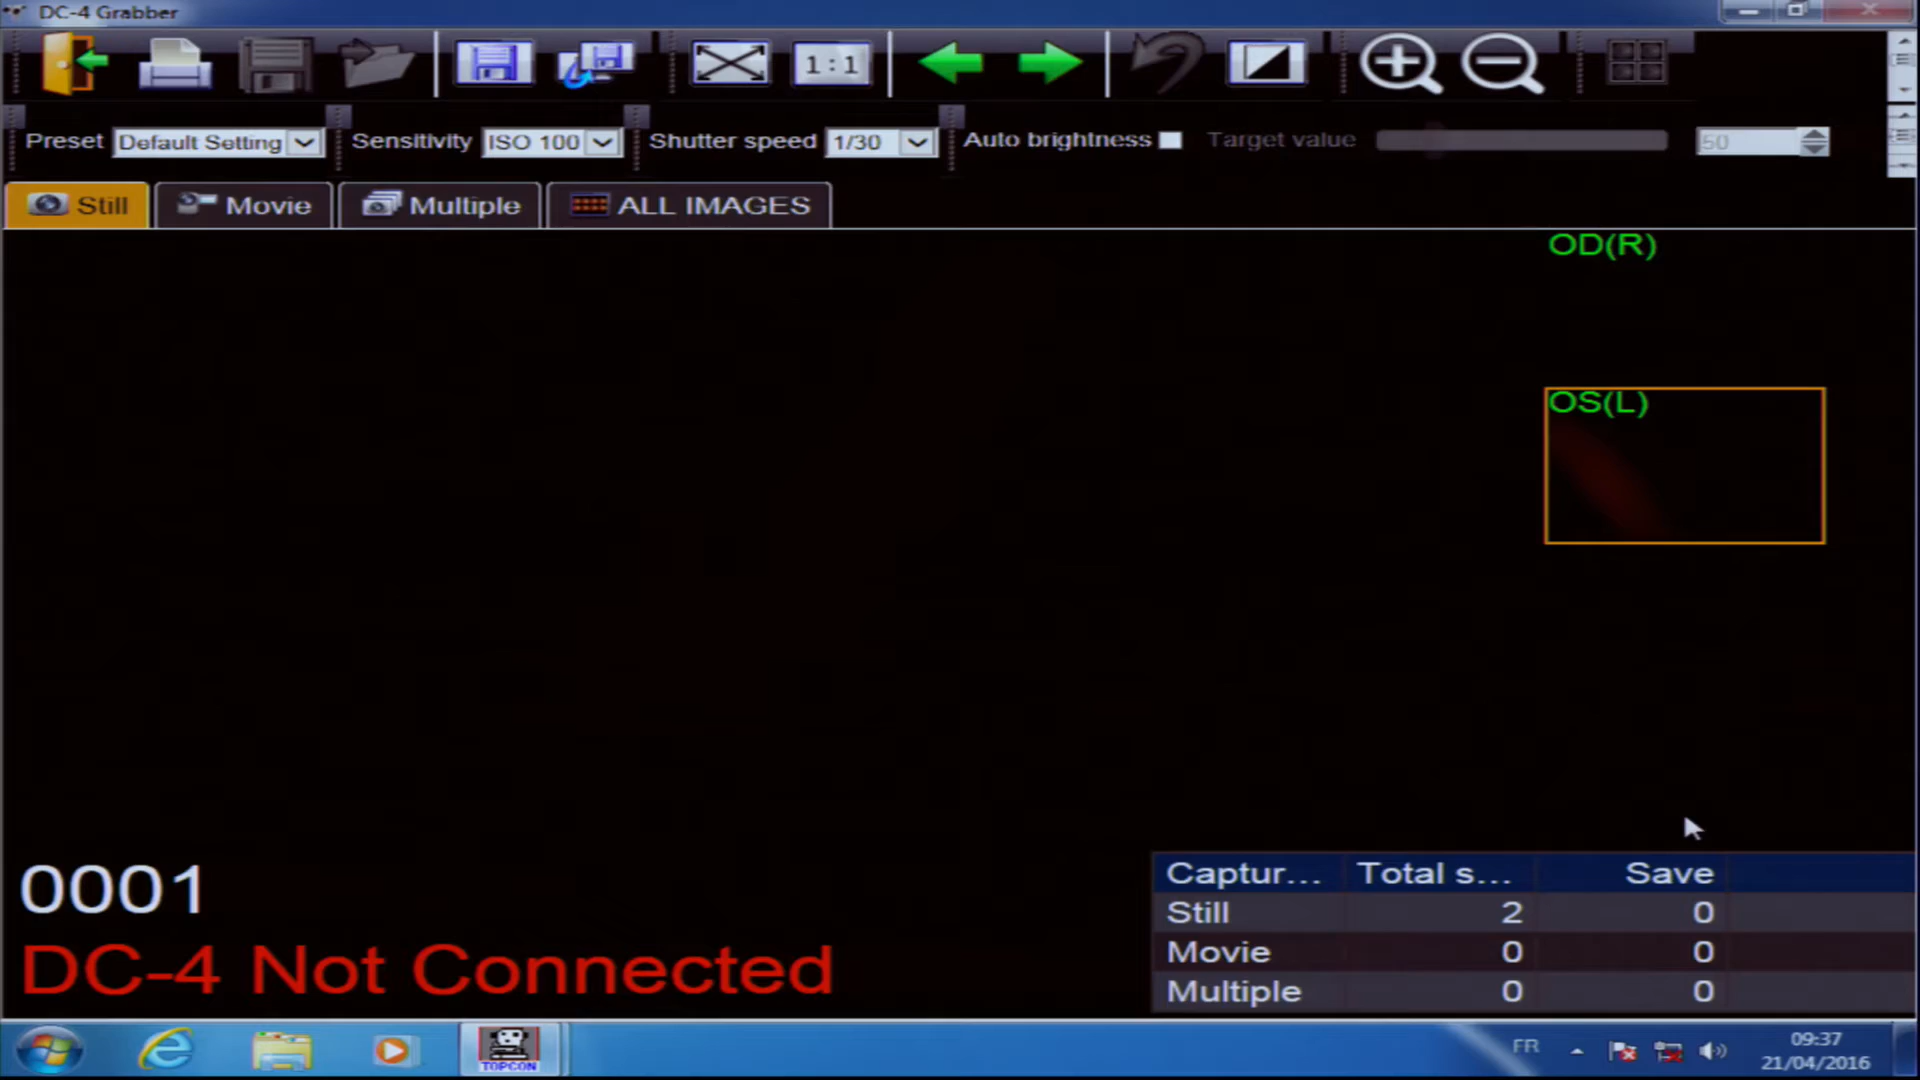 DC-4 Grabber
1:1
Preset Default Setting Sensitivity ISO 100 Shutter speed 1/30 Auto brightness Target value 50
Still Movie Multiple ALL IMAGES
OD(R)
OS(L)
0001
DC-4 Not Connected
Captur... Total s... Save
Still 2 0
Movie 0 0
Multiple 0 0
TOPCON
FR
09:37
21/04/2016